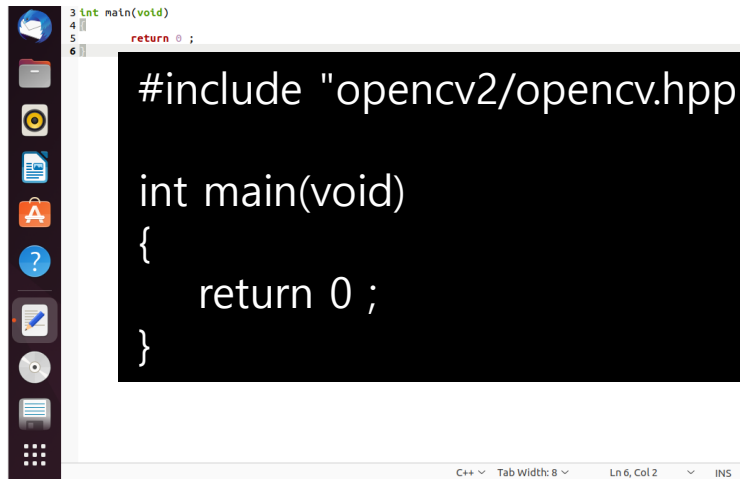 3 int main(void)
4 {
5 return 0 ;
6 }
#include "opencv2/opencv.hpp
int main(void)
{
return 0 ;
}
C++ Tab Width: 8 Ln 6, Col 2 INS